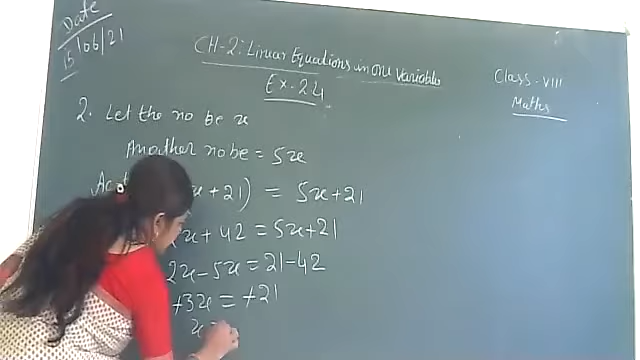 Date
15/06/21
CH-2: Linear Equations in one Variable
Ex-2.4
Class-VIII
Maths
2. Let the no be x
Another no be = 5x
x + 21) = 5x + 21
2x + 42 = 5x + 21
2x - 5x = 21 - 42
+3x = +21
x =